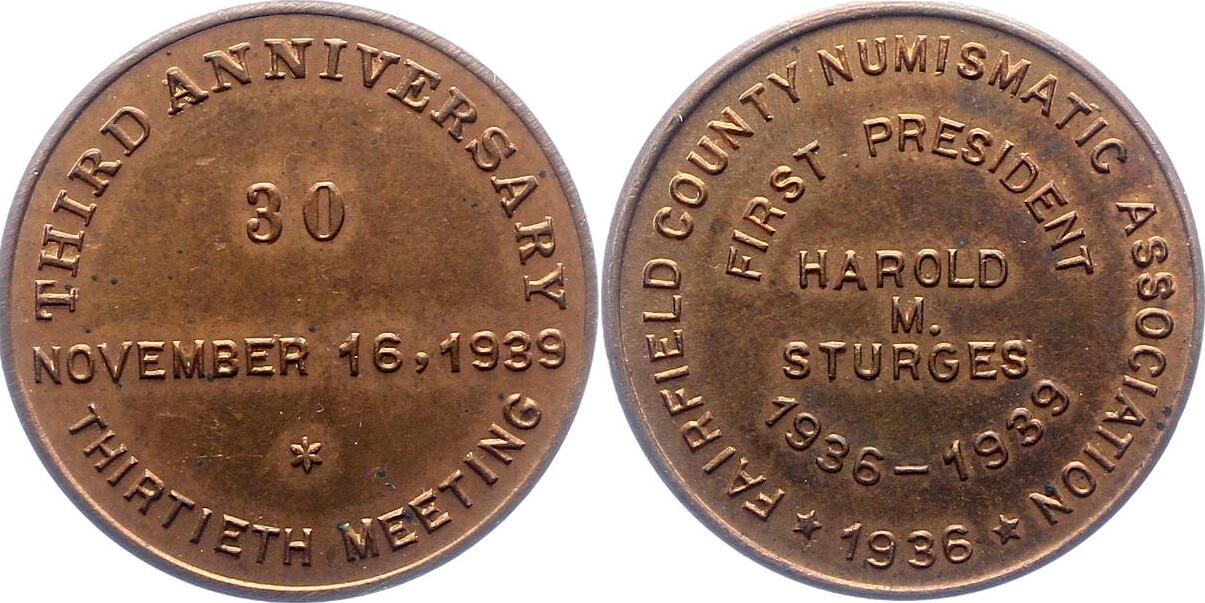 THIRD ANNIVERSARY
30
NOVEMBER 16, 1939
THIRTIETH MEETING
FAIRFIELD COUNTY NUMISMATIC ASSOCIATION
FIRST PRESIDENT
HAROLD
M.
STURGES
1936-1939
1936